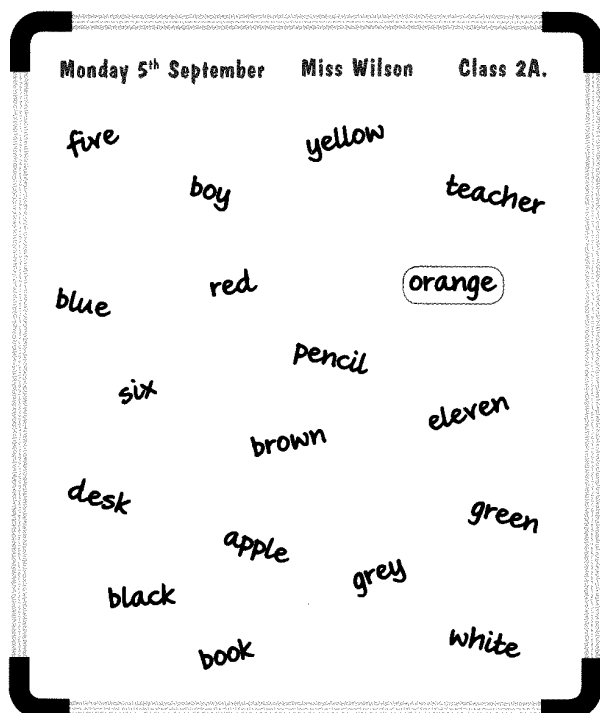 Monday 5th September Miss Wilson Class 2A.
five
yellow
boy
teacher
blue
red
orange
pencil
six
eleven
brown
desk
green
apple
grey
black
book
white